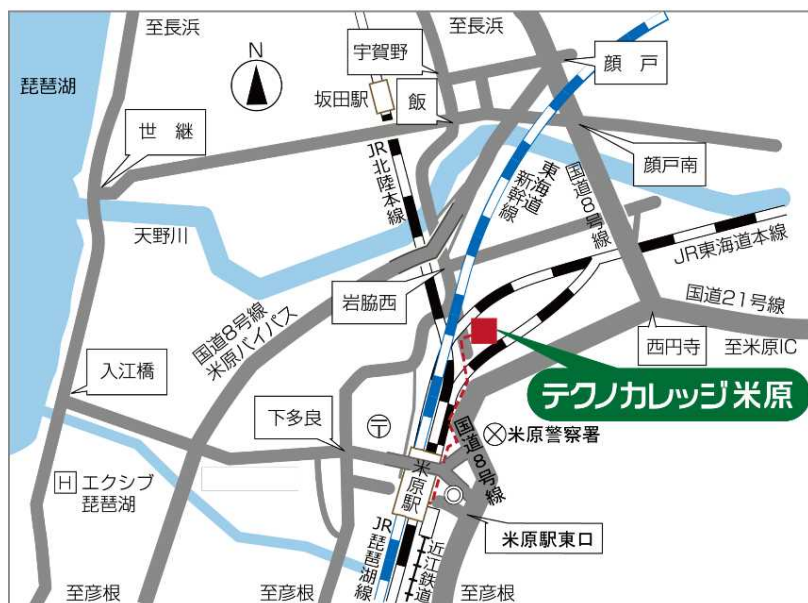 至長浜
至長浜
N
宇賀野
顔 戸
琵琶湖
坂田駅
飯
世 継
顔戸南
JR北陸本線
東海道
新幹線
国道8号線
天野川
JR東海道本線
岩脇西
国道21号線
国道8号線
米原バイパス
西円寺
至米原IC
入江橋
テクノカレッジ米原
下多良
〒
米原警察署
国道8号線
H エクシブ
琵琶湖
米原駅
米原駅東口
JR琵琶湖線
近江鉄道
至彦根
至彦根
至彦根